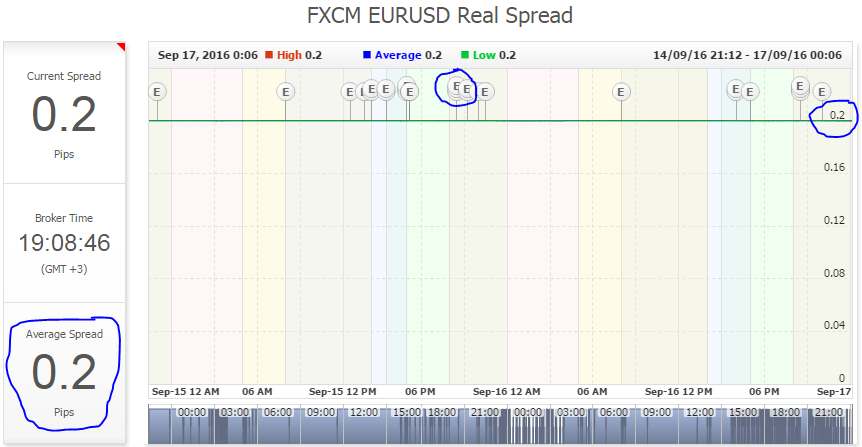 FXCM EURUSD Real Spread
Current Spread
0.2
Pips
Broker Time
19:08:46
(GMT +3)
Average Spread
0.2
Pips
Sep 17, 2016 0:06 High 0.2 Average 0.2 Low 0.2 14/09/16 21:12 - 17/09/16 00:06
E E E E E E E E E E E E E E E E E E
0.2
0.16
0.12
0.08
0.04
0
Sep-15 12 AM 06 AM Sep-15 12 PM 06 PM Sep-16 12 AM 06 AM Sep-16 12 PM 06 PM Sep-17
00:00 03:00 06:00 09:00 12:00 15:00 18:00 21:00 00:00 03:00 06:00 09:00 12:00 15:00 18:00 21:00